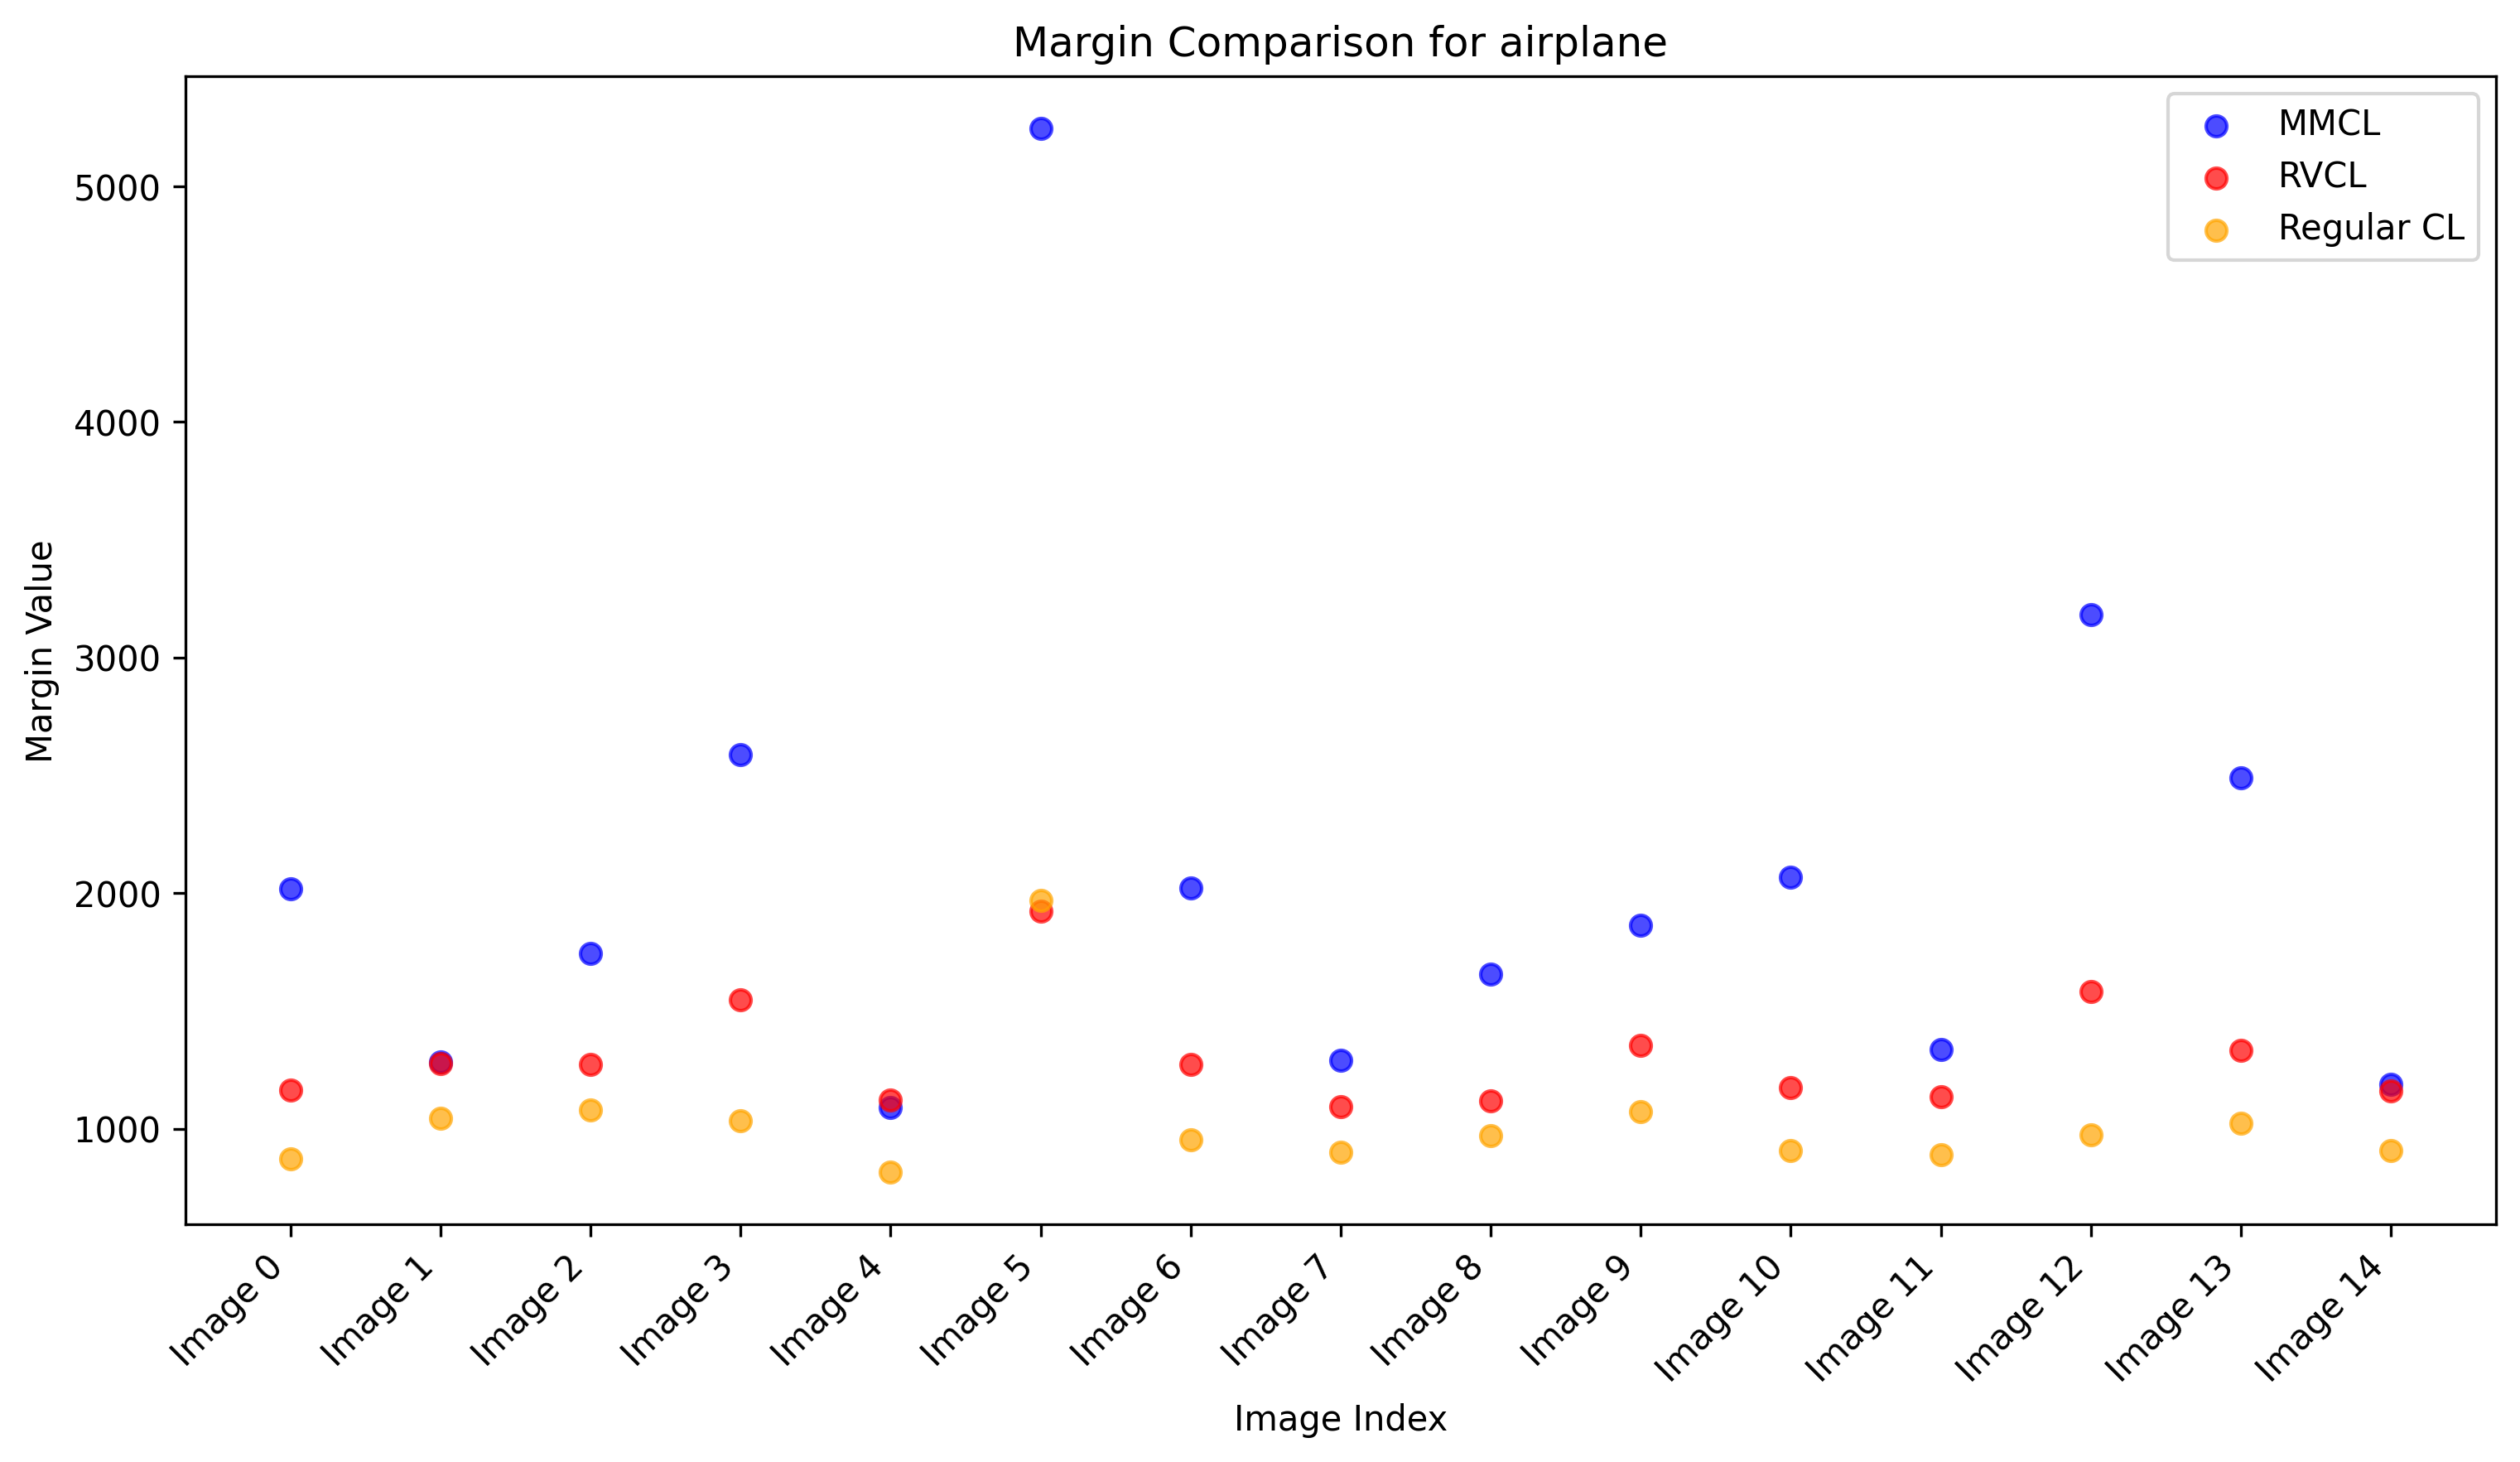 Margin Comparison for airplane
MMCL
RVCL
Regular CL
Margin Value
5000
4000
3000
2000
1000
Image 0
Image 1
Image 2
Image 3
Image 4
Image 5
Image 6
Image 7
Image 8
Image 9
Image 10
Image 11
Image 12
Image 13
Image 14
Image Index